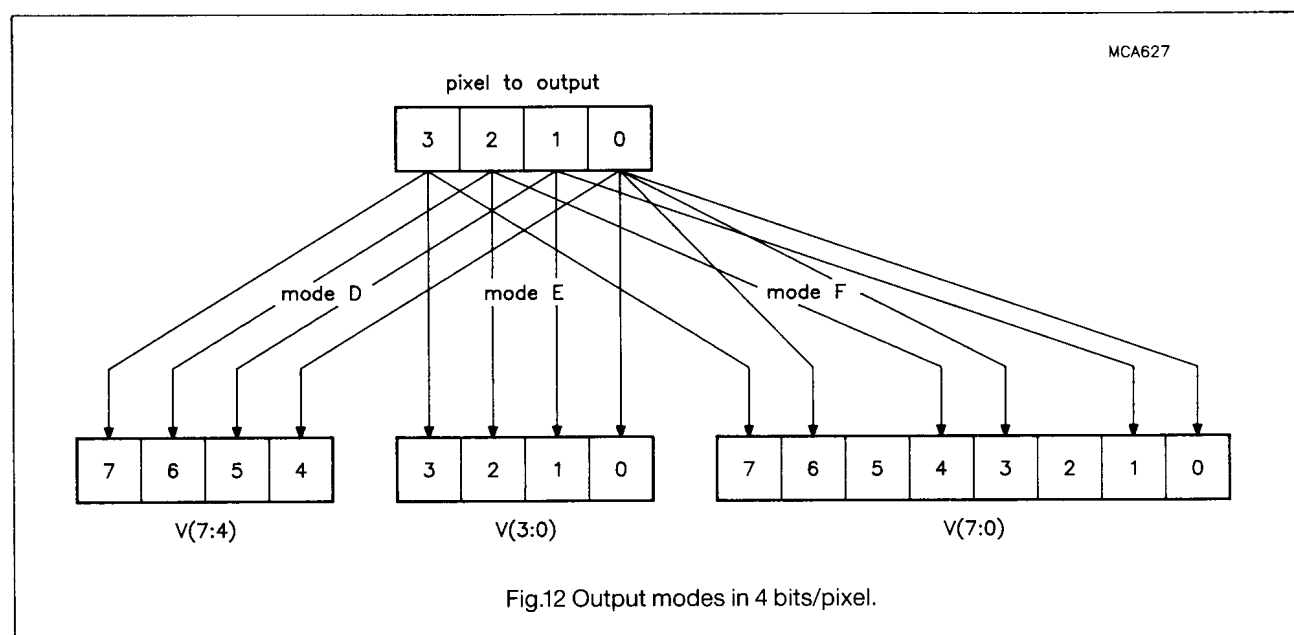 MCA627
pixel to output
3 2 1 0
mode D mode E mode F
7 6 5 4 3 2 1 0 7 6 5 4 3 2 1 0
V(7:4) V(3:0) V(7:0)
Fig.12 Output modes in 4 bits/pixel.